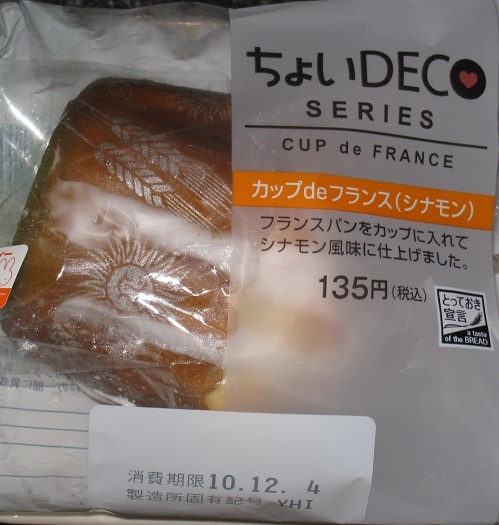 ちょいDECO
SERIES
CUP de FRANCE
カップdeフランス(シナモン)
フランスパンをカップに入れて
シナモン風味に仕上げました。
135円(税込)
とっておき
宣言
a taste
of the BREAD
消費期限10.12. 4
製造所固有記号 YHI